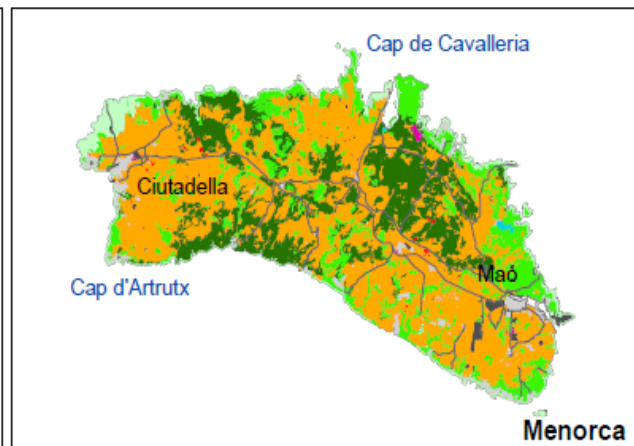 Cap de Cavalleria
Ciutadella
Maó
Cap d'Artrutx
Menorca